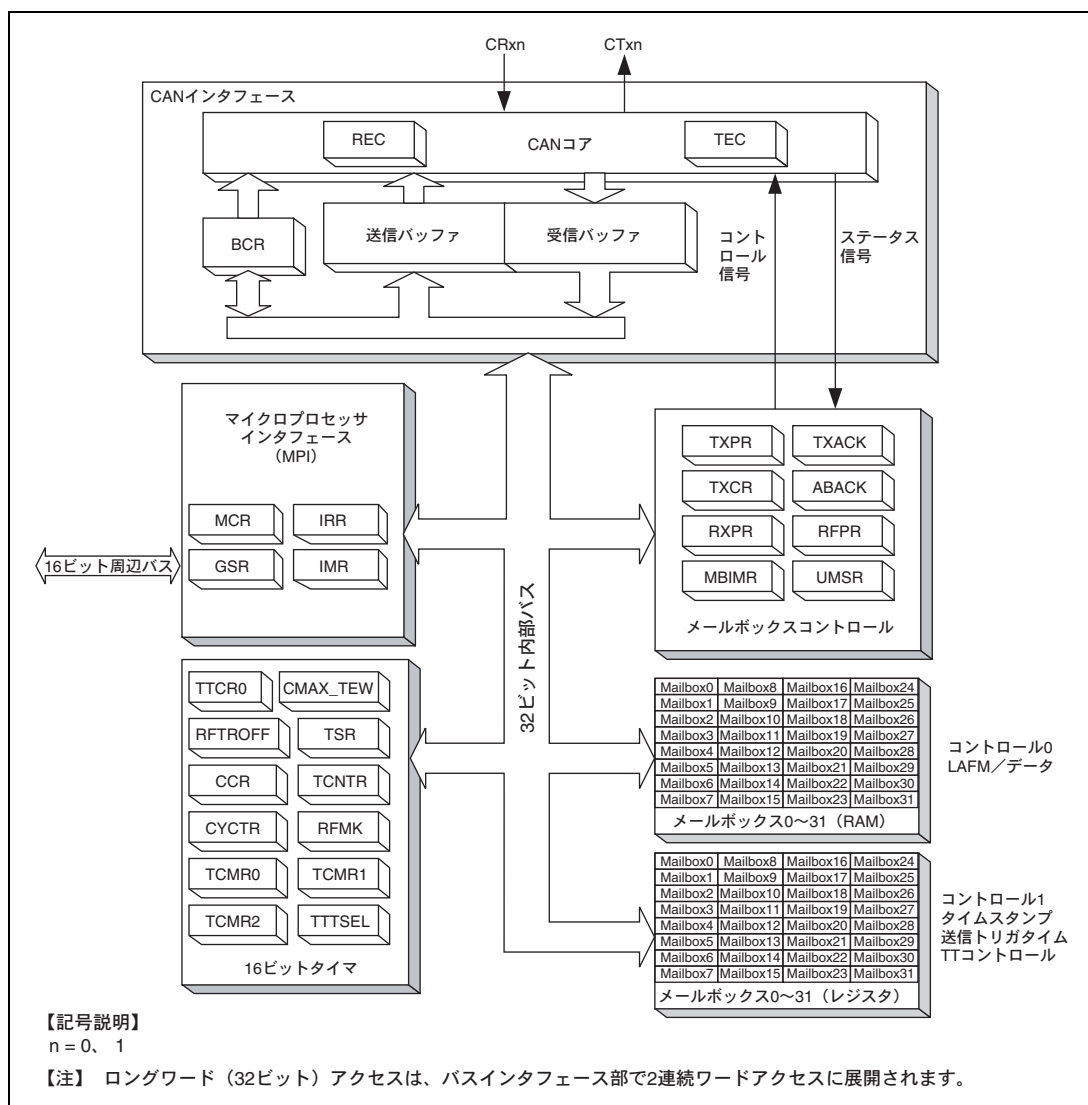 CRxn
CTxn
CANインタフェース
REC
CANコア
TEC
BCR
送信バッファ
受信バッファ
コント
ロール
信号
ステータス
信号
マイクロプロセッサ
インタフェース
(MPI)
MCR
IRR
GSR
IMR
16ビット周辺バス
TXPR
TXACK
TXCR
ABACK
RXPR
RFPR
MBIMR
UMSR
メールボックスコントロール
32ビット内部バス
TTCR0
CMAX_TEW
RFTROFF
TSR
CCR
TCNTR
CYCTR
RFMK
TCMR0
TCMR1
TCMR2
TTTSEL
16ビットタイマ
Mailbox0 Mailbox8 Mailbox16 Mailbox24
Mailbox1 Mailbox9 Mailbox17 Mailbox25
Mailbox2 Mailbox10 Mailbox18 Mailbox26
Mailbox3 Mailbox11 Mailbox19 Mailbox27
Mailbox4 Mailbox12 Mailbox20 Mailbox28
Mailbox5 Mailbox13 Mailbox21 Mailbox29
Mailbox6 Mailbox14 Mailbox22 Mailbox30
Mailbox7 Mailbox15 Mailbox23 Mailbox31
メールボックス0~31(RAM)
コントロール0
LAFM/データ
Mailbox0 Mailbox8 Mailbox16 Mailbox24
Mailbox1 Mailbox9 Mailbox17 Mailbox25
Mailbox2 Mailbox10 Mailbox18 Mailbox26
Mailbox3 Mailbox11 Mailbox19 Mailbox27
Mailbox4 Mailbox12 Mailbox20 Mailbox28
Mailbox5 Mailbox13 Mailbox21 Mailbox29
Mailbox6 Mailbox14 Mailbox22 Mailbox30
Mailbox7 Mailbox15 Mailbox23 Mailbox31
メールボックス0~31(レジスタ)
コントロール1
タイムスタンプ
送信トリガタイム
TTコントロール
【記号説明】
n = 0、 1
【注】 ロングワード(32ビット)アクセスは、バスインタフェース部で2連続ワードアクセスに展開されます。